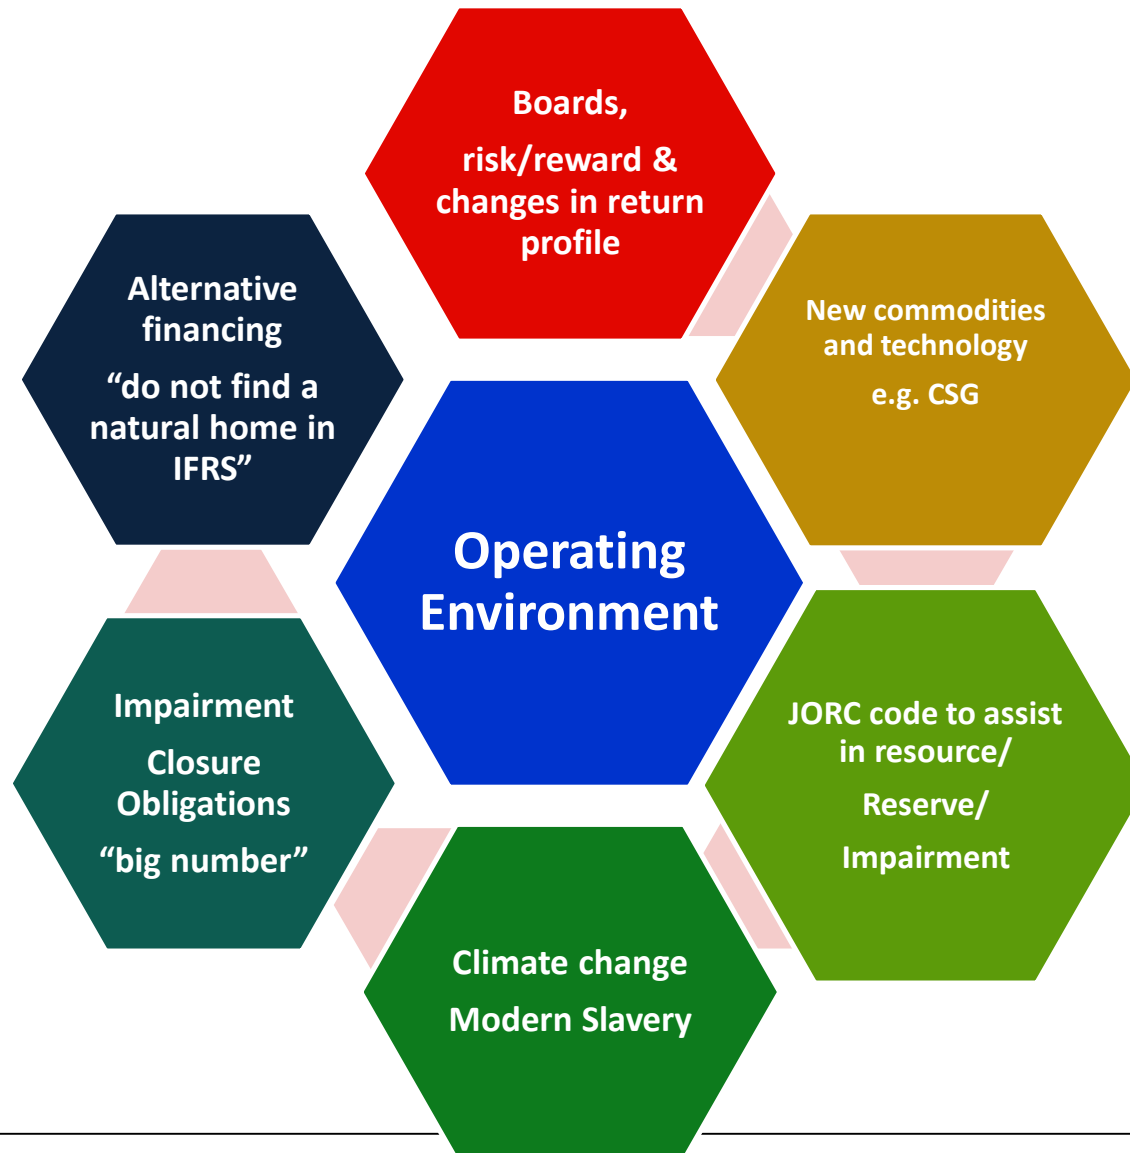 Boards,
risk/reward &
changes in return
profile
New commodities
and technology
e.g. CSG
Alternative
financing
“do not find a
natural home in
IFRS”
Operating
Environment
JORC code to assist
in resource/
Reserve/
Impairment
Impairment
Closure
Obligations
“big number”
Climate change
Modern Slavery